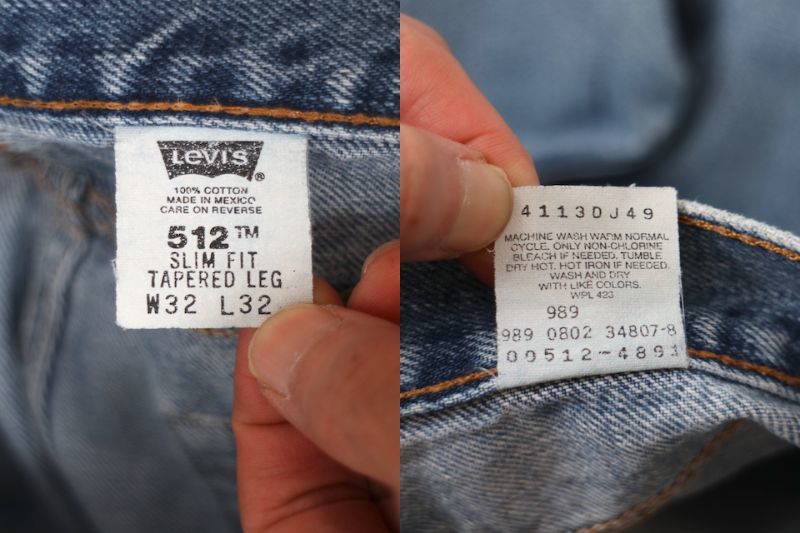 Levi's ®
100% COTTON
MADE IN MEXICO
CARE ON REVERSE
512™
SLIM FIT
TAPERED LEG
W32 L32
4113DJ49
MACHINE WASH WARM NORMAL
CYCLE. ONLY NON-CHLORINE
BLEACH IF NEEDED. TUMBLE
DRY HOT. HOT IRON IF NEEDED.
WASH AND DRY
WITH LIKE COLORS.
WPL 423
989
989 0802 34807-8
00512-4891